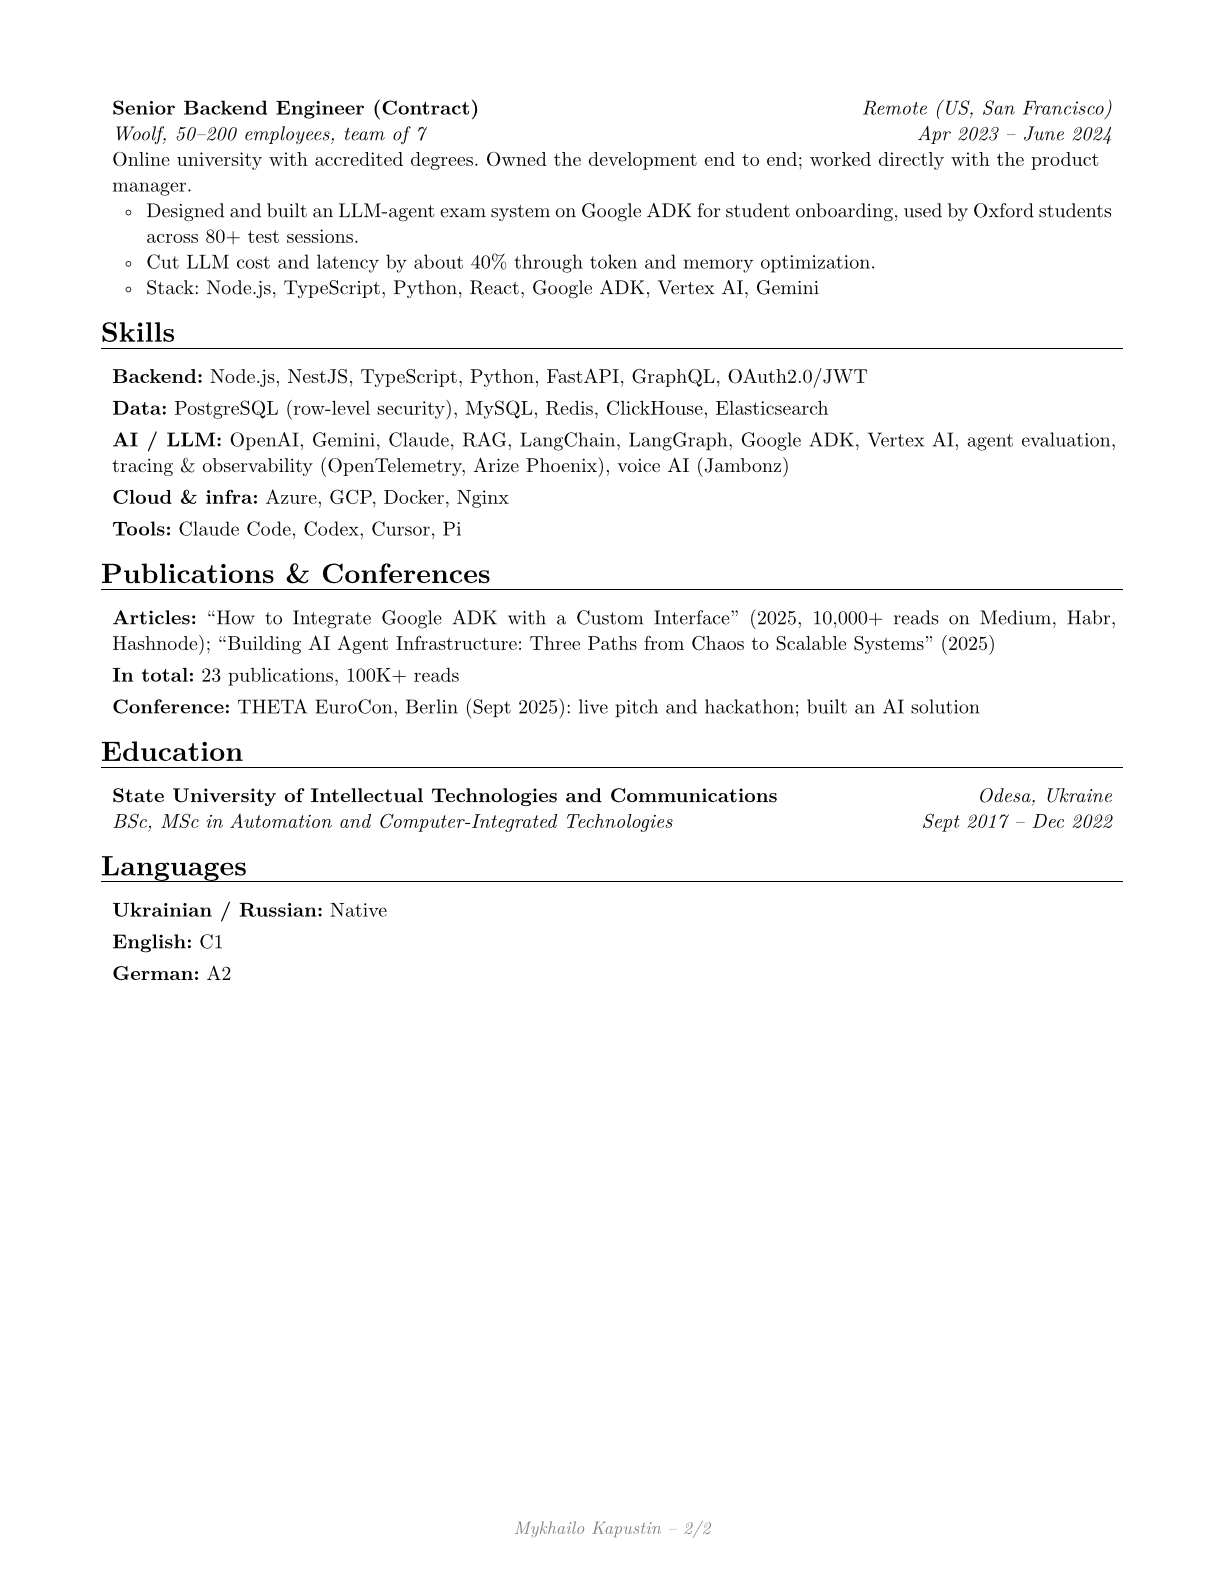 Senior Backend Engineer (Contract) Remote (US, San Francisco)
Woolf, 50–200 employees, team of 7 Apr 2023 – June 2024
Online university with accredited degrees. Owned the development end to end; worked directly with the product
manager.
◦ Designed and built an LLM-agent exam system on Google ADK for student onboarding, used by Oxford students
across 80+ test sessions.
◦ Cut LLM cost and latency by about 40% through token and memory optimization.
◦ Stack: Node.js, TypeScript, Python, React, Google ADK, Vertex AI, Gemini
Skills
Backend: Node.js, NestJS, TypeScript, Python, FastAPI, GraphQL, OAuth2.0/JWT
Data: PostgreSQL (row-level security), MySQL, Redis, ClickHouse, Elasticsearch
AI / LLM: OpenAI, Gemini, Claude, RAG, LangChain, LangGraph, Google ADK, Vertex AI, agent evaluation,
tracing & observability (OpenTelemetry, Arize Phoenix), voice AI (Jambonz)
Cloud & infra: Azure, GCP, Docker, Nginx
Tools: Claude Code, Codex, Cursor, Pi
Publications & Conferences
Articles: “How to Integrate Google ADK with a Custom Interface” (2025, 10,000+ reads on Medium, Habr,
Hashnode); “Building AI Agent Infrastructure: Three Paths from Chaos to Scalable Systems” (2025)
In total: 23 publications, 100K+ reads
Conference: THETA EuroCon, Berlin (Sept 2025): live pitch and hackathon; built an AI solution
Education
State University of Intellectual Technologies and Communications Odesa, Ukraine
BSc, MSc in Automation and Computer-Integrated Technologies Sept 2017 – Dec 2022
Languages
Ukrainian / Russian: Native
English: C1
German: A2
Mykhailo Kapustin – 2/2